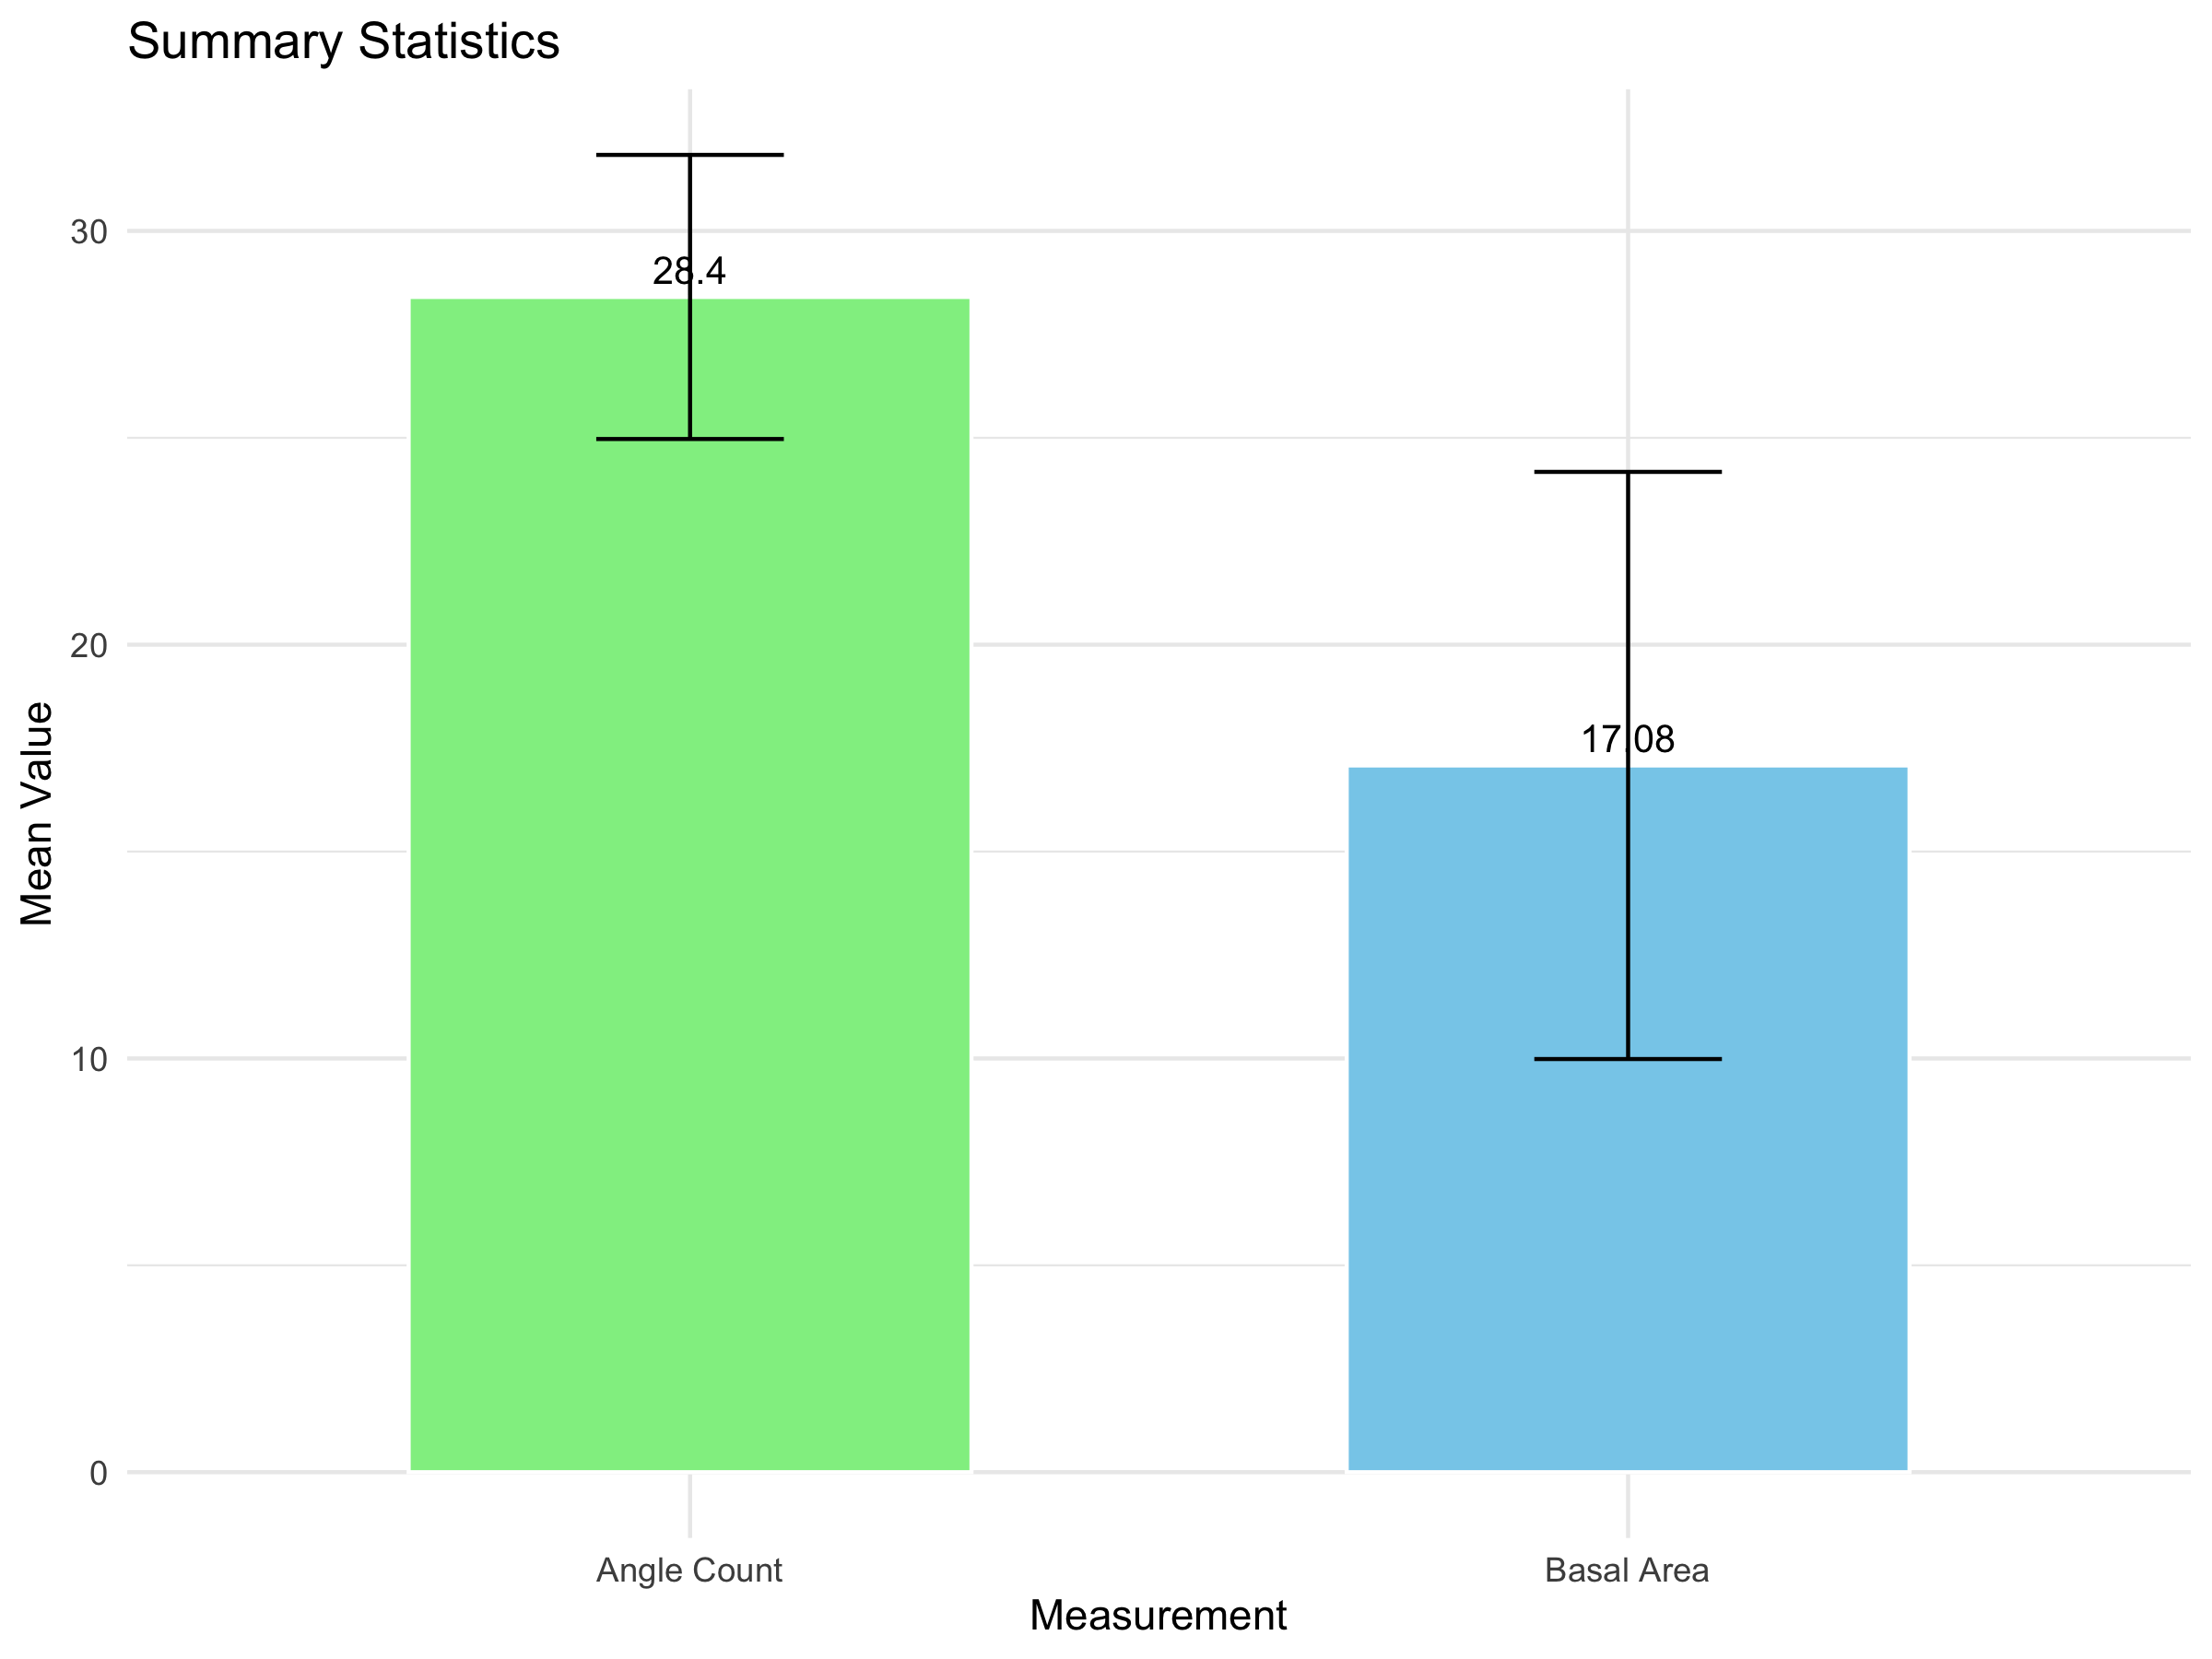 Summary Statistics
Mean Value
30
20
10
0
28.4
17.08
Angle Count
Basal Area
Measurement